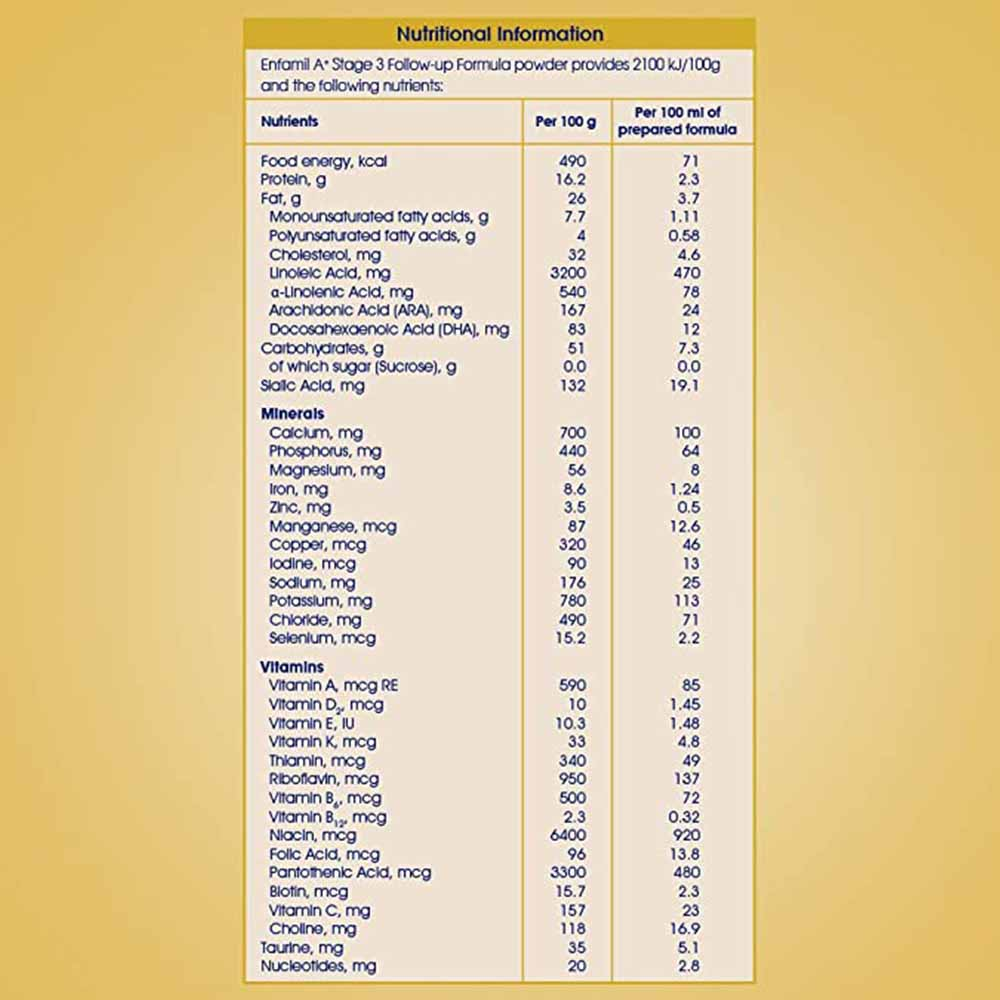 Nutritional Information
Enfamil A+ Stage 3 Follow-up Formula powder provides 2100 kJ/100g
and the following nutrients:
Nutrients Per 100 g Per 100 ml of prepared formula
Food energy, kcal 490 71
Protein, g 16.2 2.3
Fat, g 26 3.7
Monounsaturated fatty acids, g 7.7 1.11
Polyunsaturated fatty acids, g 4 0.58
Cholesterol, mg 32 4.6
Linoleic Acid, mg 3200 470
α-Linolenic Acid, mg 540 78
Arachidonic Acid (ARA), mg 167 24
Docosahexaenoic Acid (DHA), mg 83 12
Carbohydrates, g 51 7.3
of which sugar (Sucrose), g 0.0 0.0
Sialic Acid, mg 132 19.1
Minerals
Calcium, mg 700 100
Phosphorus, mg 440 64
Magnesium, mg 56 8
Iron, mg 8.6 1.24
Zinc, mg 3.5 0.5
Manganese, mcg 87 12.6
Copper, mcg 320 46
Iodine, mcg 90 13
Sodium, mg 176 25
Potassium, mg 780 113
Chloride, mg 490 71
Selenium, mcg 15.2 2.2
Vitamins
Vitamin A, mcg RE 590 85
Vitamin D₂, mcg 10 1.45
Vitamin E, IU 10.3 1.48
Vitamin K, mcg 33 4.8
Thiamin, mcg 340 49
Riboflavin, mcg 950 137
Vitamin B₆, mcg 500 72
Vitamin B₁₂, mcg 2.3 0.32
Niacin, mcg 6400 920
Folic Acid, mcg 96 13.8
Pantothenic Acid, mcg 3300 480
Biotin, mcg 15.7 2.3
Vitamin C, mg 157 23
Choline, mg 118 16.9
Taurine, mg 35 5.1
Nucleotides, mg 20 2.8